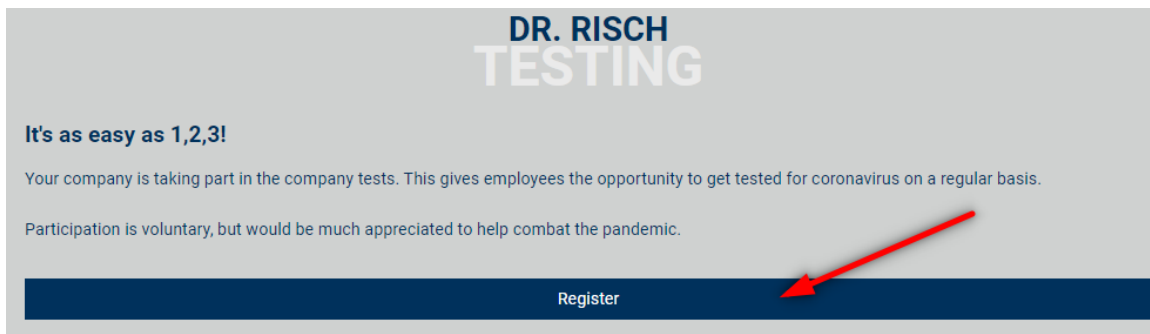 DR. RISCH
TESTING
It's as easy as 1,2,3!
Your company is taking part in the company tests. This gives employees the opportunity to get tested for coronavirus on a regular basis.
Participation is voluntary, but would be much appreciated to help combat the pandemic.
Register